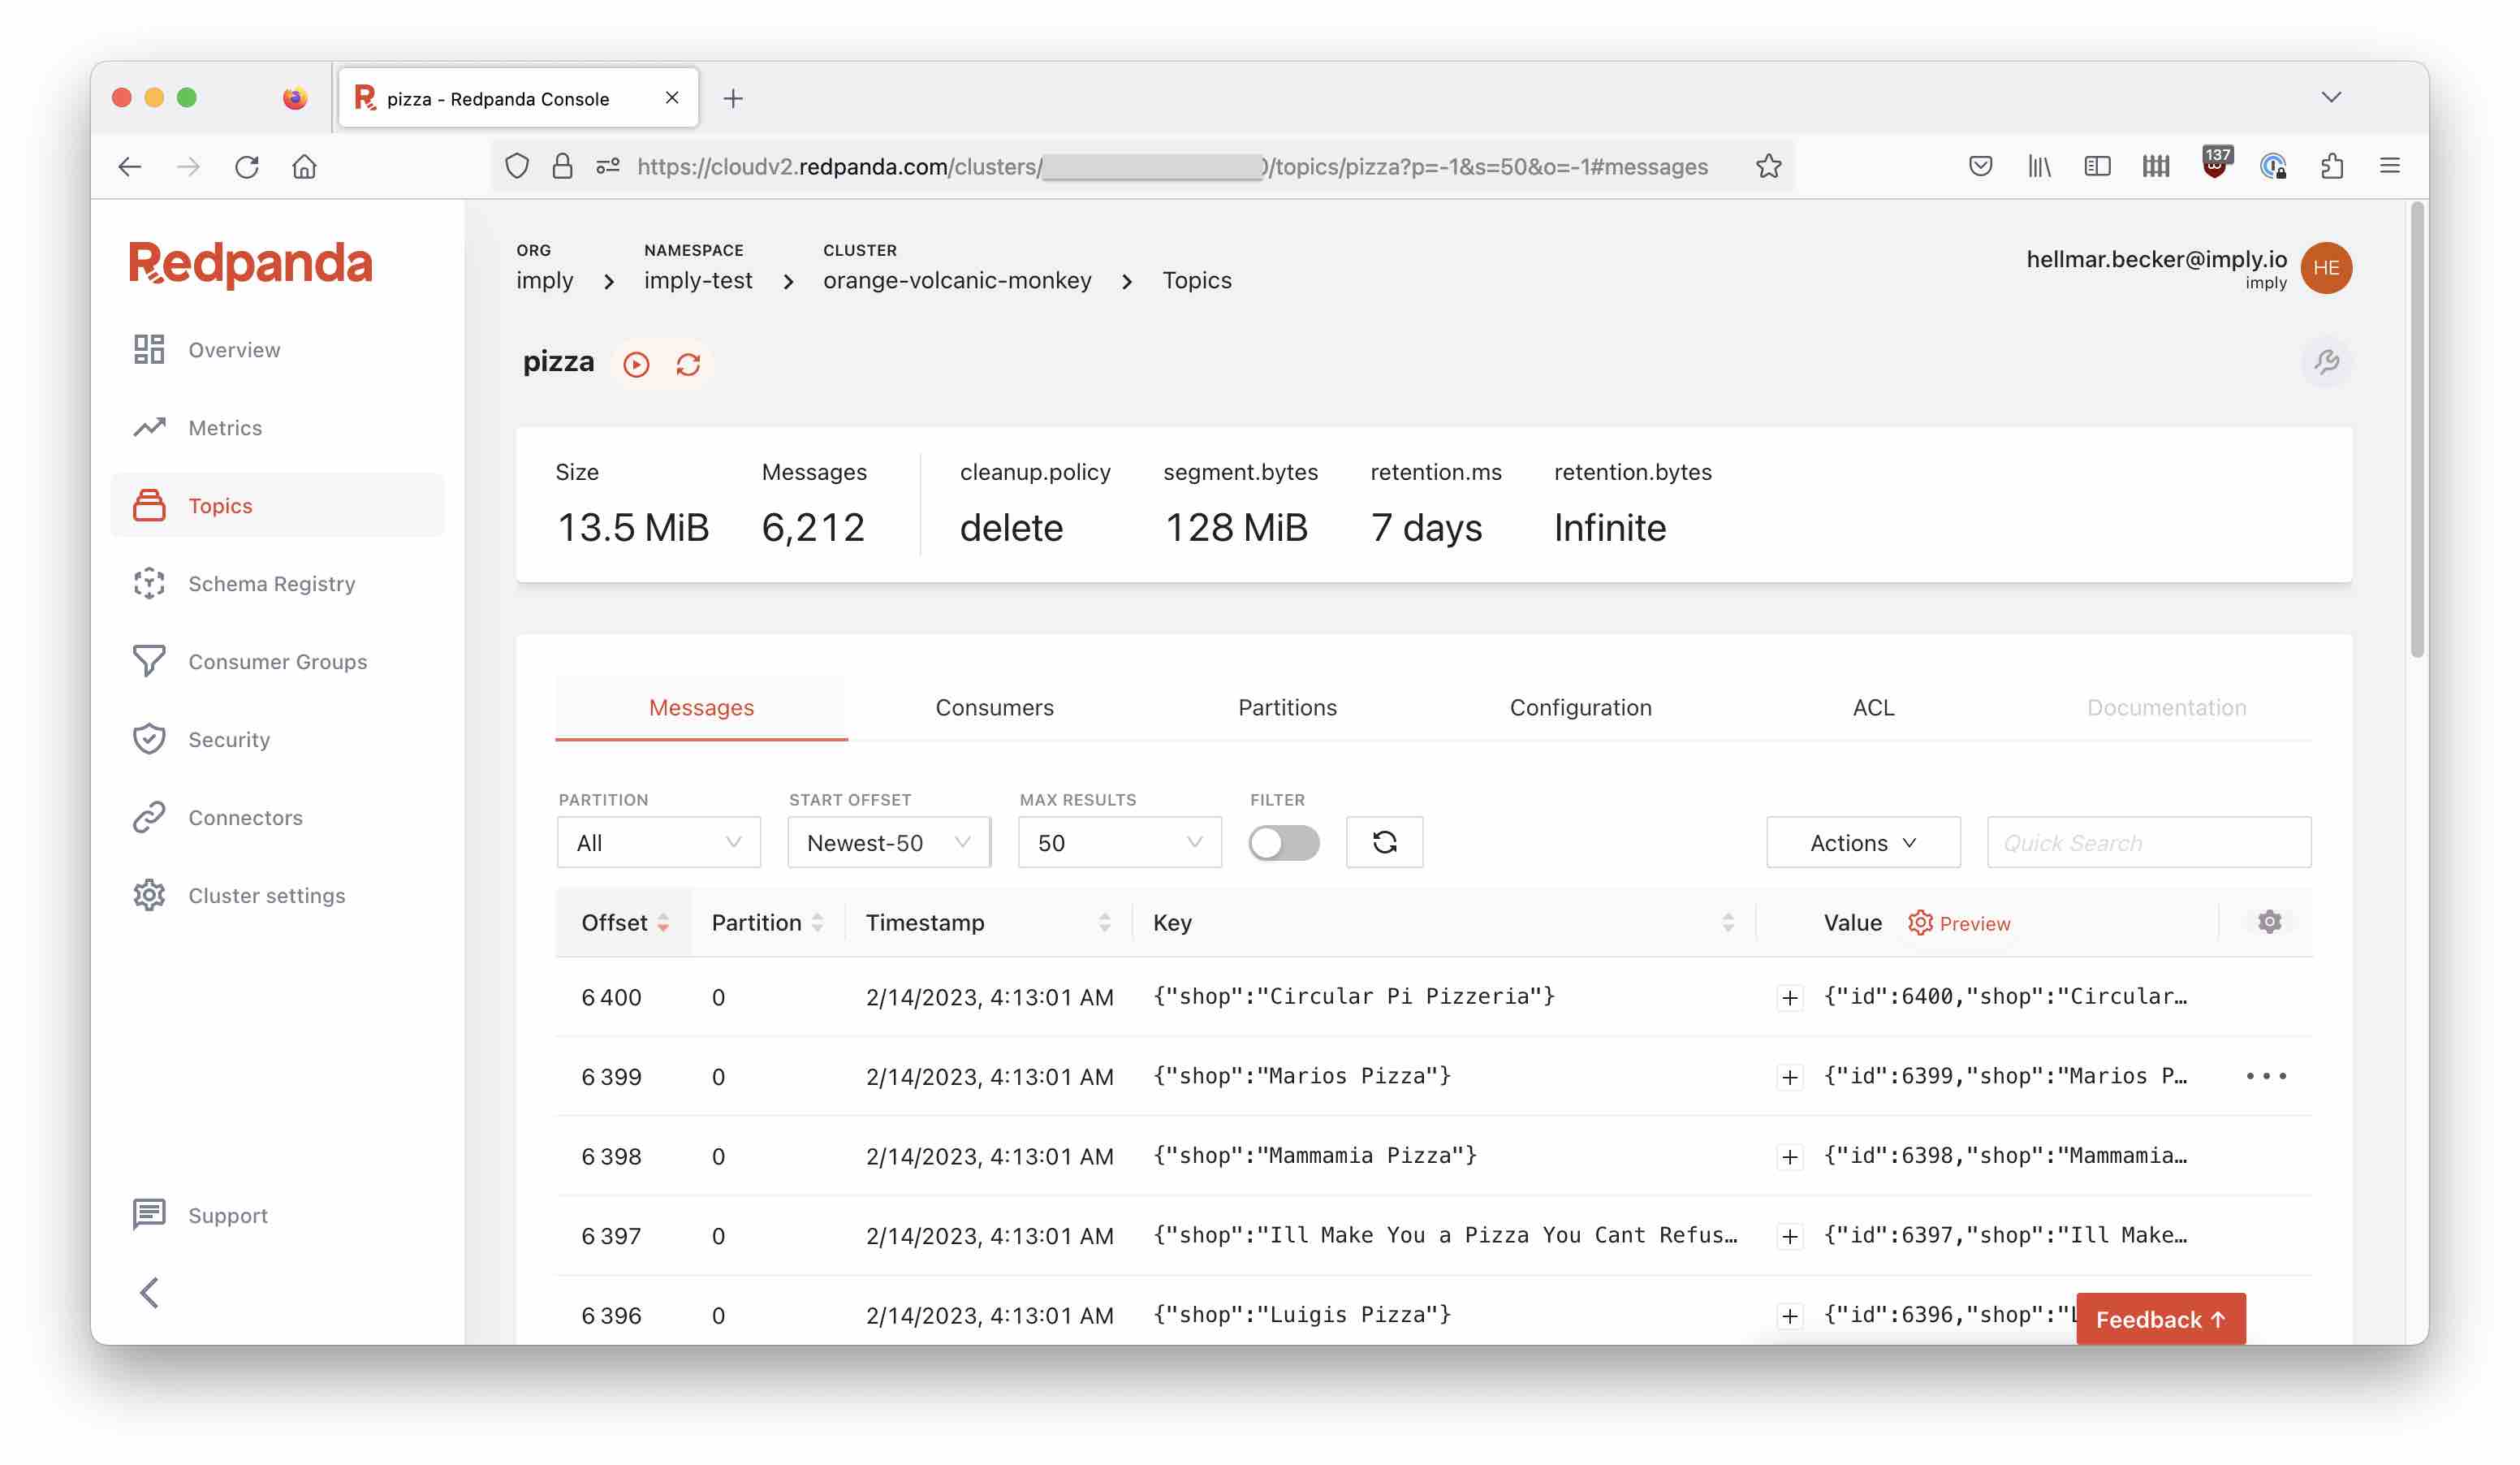 pizza - Redpanda Console
https://cloudv2.redpanda.com/clusters/ /topics/pizza?p=-1&s=50&o=-1#messages
137
Redpanda
Overview
Metrics
Topics
Schema Registry
Consumer Groups
Security
Connectors
Cluster settings
Support
ORG NAMESPACE CLUSTER
imply > imply-test > orange-volcanic-monkey > Topics
hellmar.becker@imply.io
imply
HE
pizza
Size Messages cleanup.policy segment.bytes retention.ms retention.bytes
13.5 MiB 6,212 delete 128 MiB 7 days Infinite
Messages Consumers Partitions Configuration ACL Documentation
PARTITION START OFFSET MAX RESULTS FILTER
All Newest-50 50 Actions Quick Search
Offset Partition Timestamp Key Value Preview
6 400 0 2/14/2023, 4:13:01 AM {"shop":"Circular Pi Pizzeria"} + {"id":6400,"shop":"Circular…
6 399 0 2/14/2023, 4:13:01 AM {"shop":"Marios Pizza"} + {"id":6399,"shop":"Marios P… •••
6 398 0 2/14/2023, 4:13:01 AM {"shop":"Mammamia Pizza"} + {"id":6398,"shop":"Mammamia…
6 397 0 2/14/2023, 4:13:01 AM {"shop":"Ill Make You a Pizza You Cant Refus… + {"id":6397,"shop":"Ill Make…
6 396 0 2/14/2023, 4:13:01 AM {"shop":"Luigis Pizza"} + {"id":6396,"shop":"L
Feedback ↑